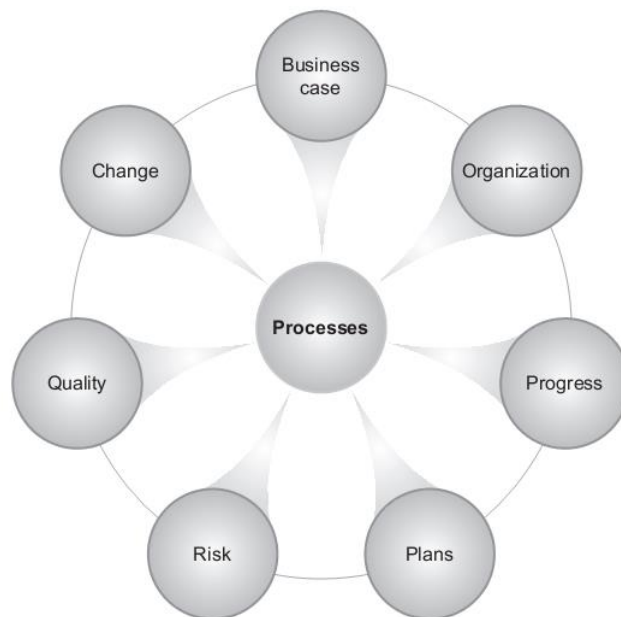 Business
case
Change
Organization
Processes
Quality
Progress
Risk
Plans